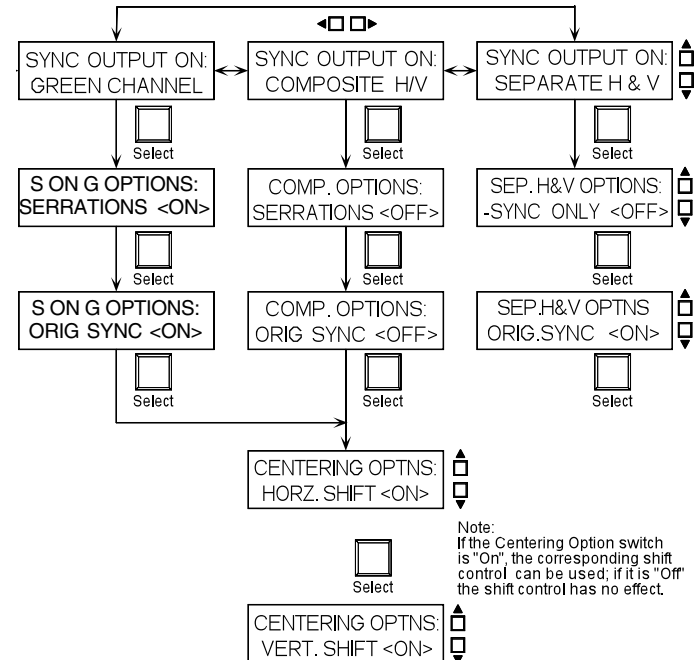 SYNC OUTPUT ON:
GREEN CHANNEL
SYNC OUTPUT ON:
COMPOSITE H/V
SYNC OUTPUT ON:
SEPARATE H & V
Select
Select
Select
S ON G OPTIONS:
SERRATIONS <ON>
COMP. OPTIONS:
SERRATIONS <OFF>
SEP. H&V OPTIONS:
-SYNC ONLY <OFF>
Select
Select
Select
S ON G OPTIONS:
ORIG SYNC <ON>
COMP. OPTIONS:
ORIG SYNC <OFF>
SEP.H&V OPTNS
ORIG.SYNC <ON>
Select
Select
Select
CENTERING OPTNS:
HORZ. SHIFT <ON>
Note:
If the Centering Option switch
is "On", the corresponding shift
control can be used; if it is "Off"
the shift control has no effect.
Select
CENTERING OPTNS:
VERT. SHIFT <ON>